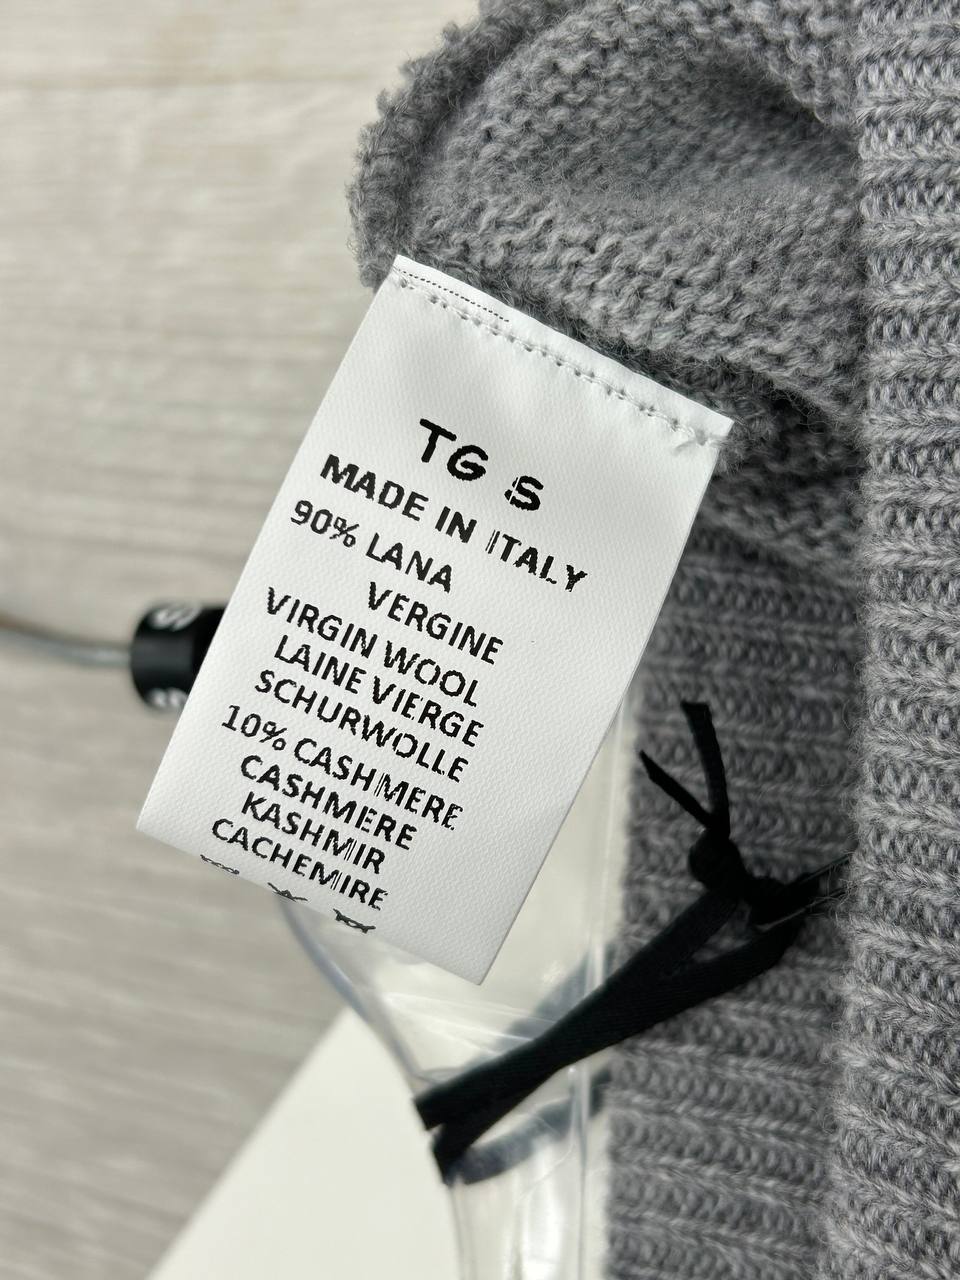 TG S
MADE IN ITALY
90% LANA
VERGINE
VIRGIN WOOL
LAINE VIERGE
SCHURWOLLE
10% CASHMERE
CASHMERE
KASHMIR
CACHEMIRE